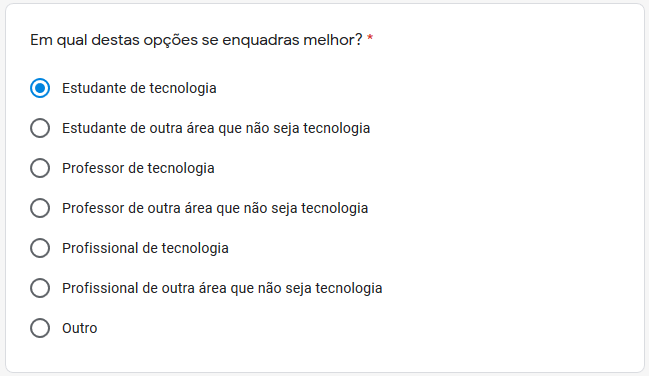 Em qual destas opções se enquadras melhor? *
Estudante de tecnologia
Estudante de outra área que não seja tecnologia
Professor de tecnologia
Professor de outra área que não seja tecnologia
Profissional de tecnologia
Profissional de outra área que não seja tecnologia
Outro